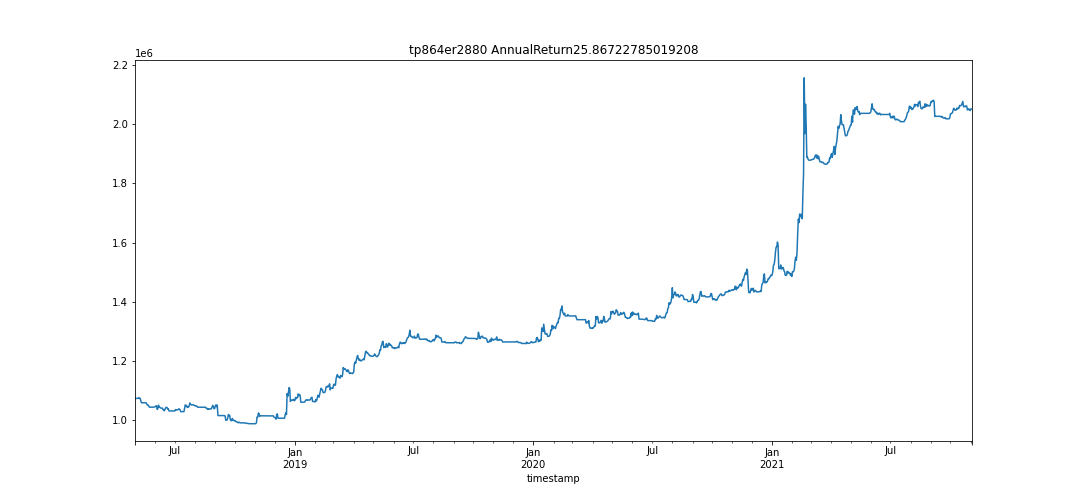 tp864er2880 AnnualReturn25.86722785019208
1e6
2.2
2.0
1.8
1.6
1.4
1.2
1.0
Jul Jan Jul Jan Jul Jan Jul
2019 2020 2021
timestamp